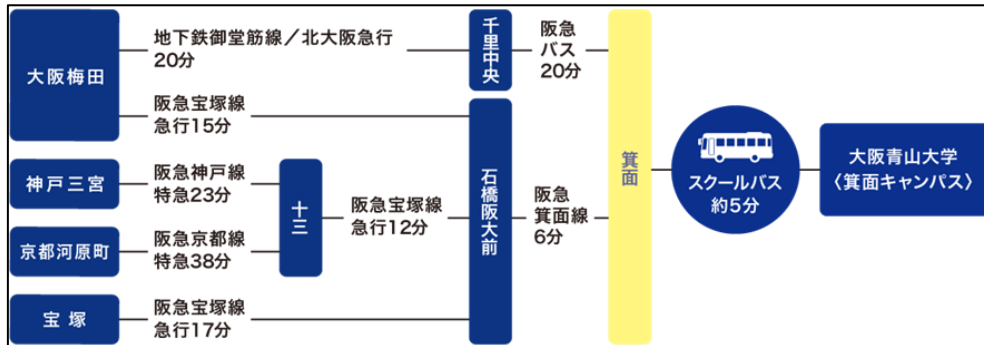 大阪梅田
地下鉄御堂筋線／北大阪急行
20分
千里中央
阪急
バス
20分
阪急宝塚線
急行15分
神戸三宮
阪急神戸線
特急23分
京都河原町
阪急京都線
特急38分
十三
阪急宝塚線
急行12分
宝塚
阪急宝塚線
急行17分
石橋阪大前
阪急
箕面線
6分
箕面
スクールバス
約5分
大阪青山大学
〈箕面キャンパス〉